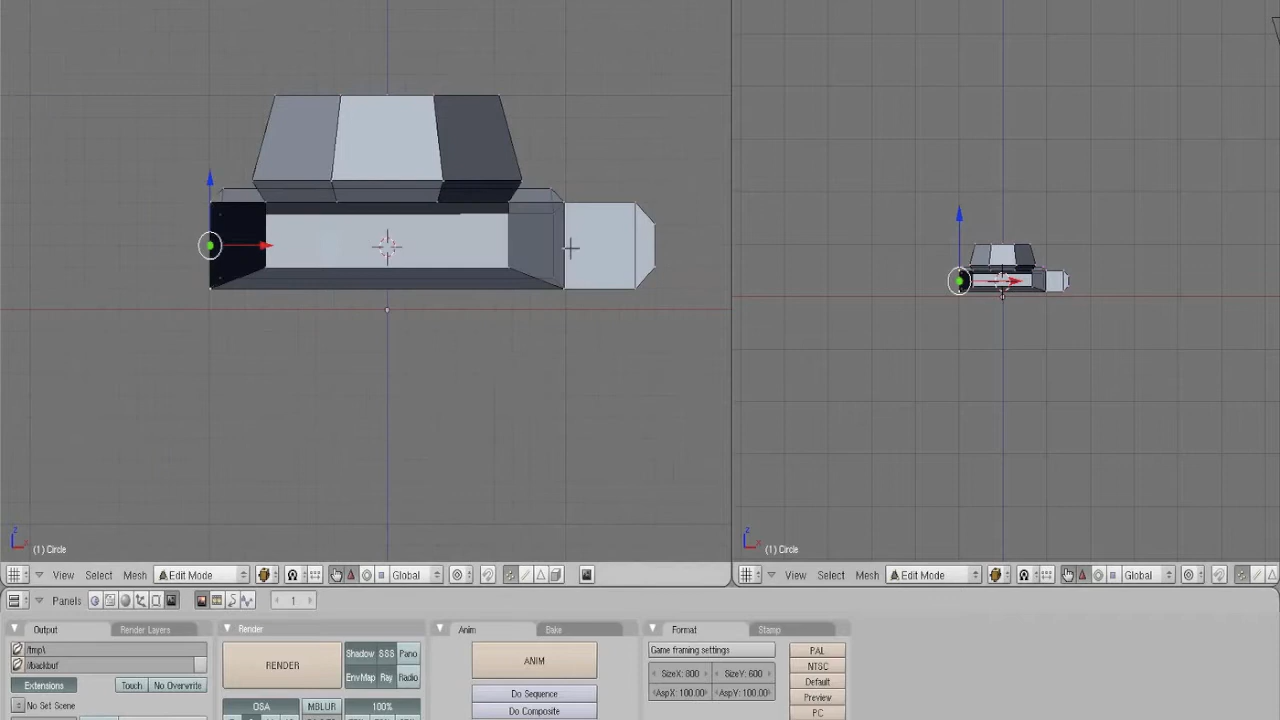 z
x
(1) Circle
z
x
(1) Circle
View Select Mesh Edit Mode Global
View Select Mesh Edit Mode Global
Panels 1
Output Render Layers
Render
Anim Bake
Format Stamp
/tmp\
//backbuf
Extensions Touch No Overwrite
No Set Scene
RENDER
Shadow SSS Pano
EnvMap Ray Radio
OSA MBLUR 100%
ANIM
Do Sequence
Do Composite
Game framing settings
SizeX: 800 SizeY: 600
AspX: 100.00 AspY: 100.00
PAL
NTSC
Default
Preview
PC